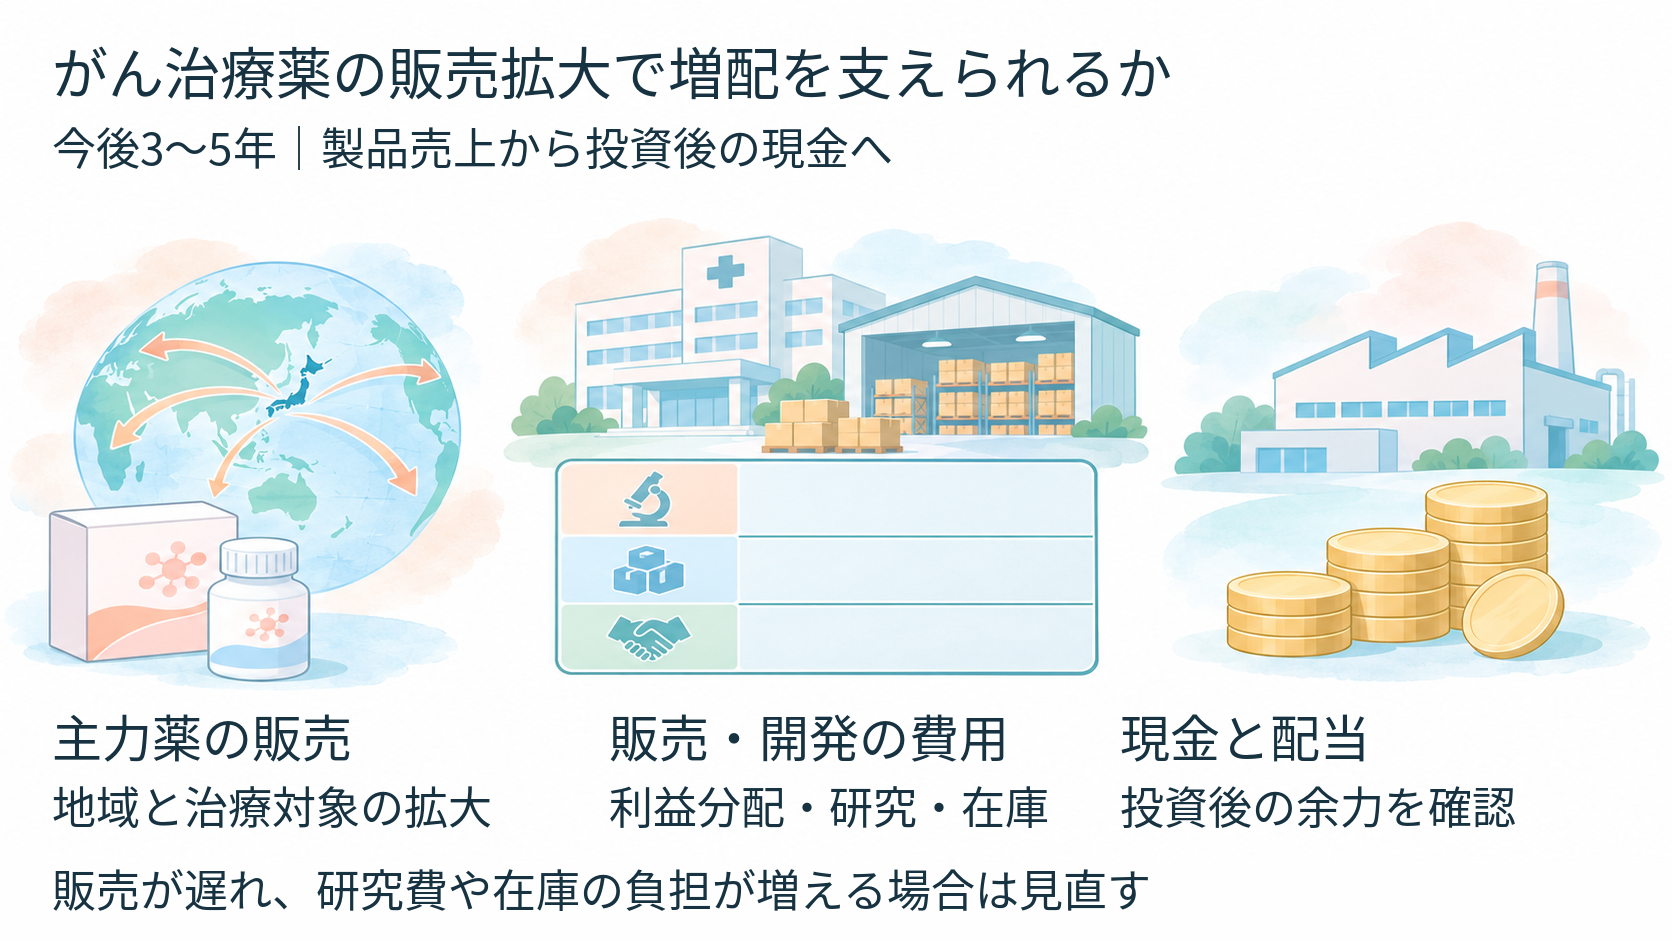 がん治療薬の販売拡大で増配を支えられるか
今後3〜5年｜製品売上から投資後の現金へ
主力薬の販売
地域と治療対象の拡大
販売・開発の費用
利益分配・研究・在庫
現金と配当
投資後の余力を確認
販売が遅れ、研究費や在庫の負担が増える場合は見直す